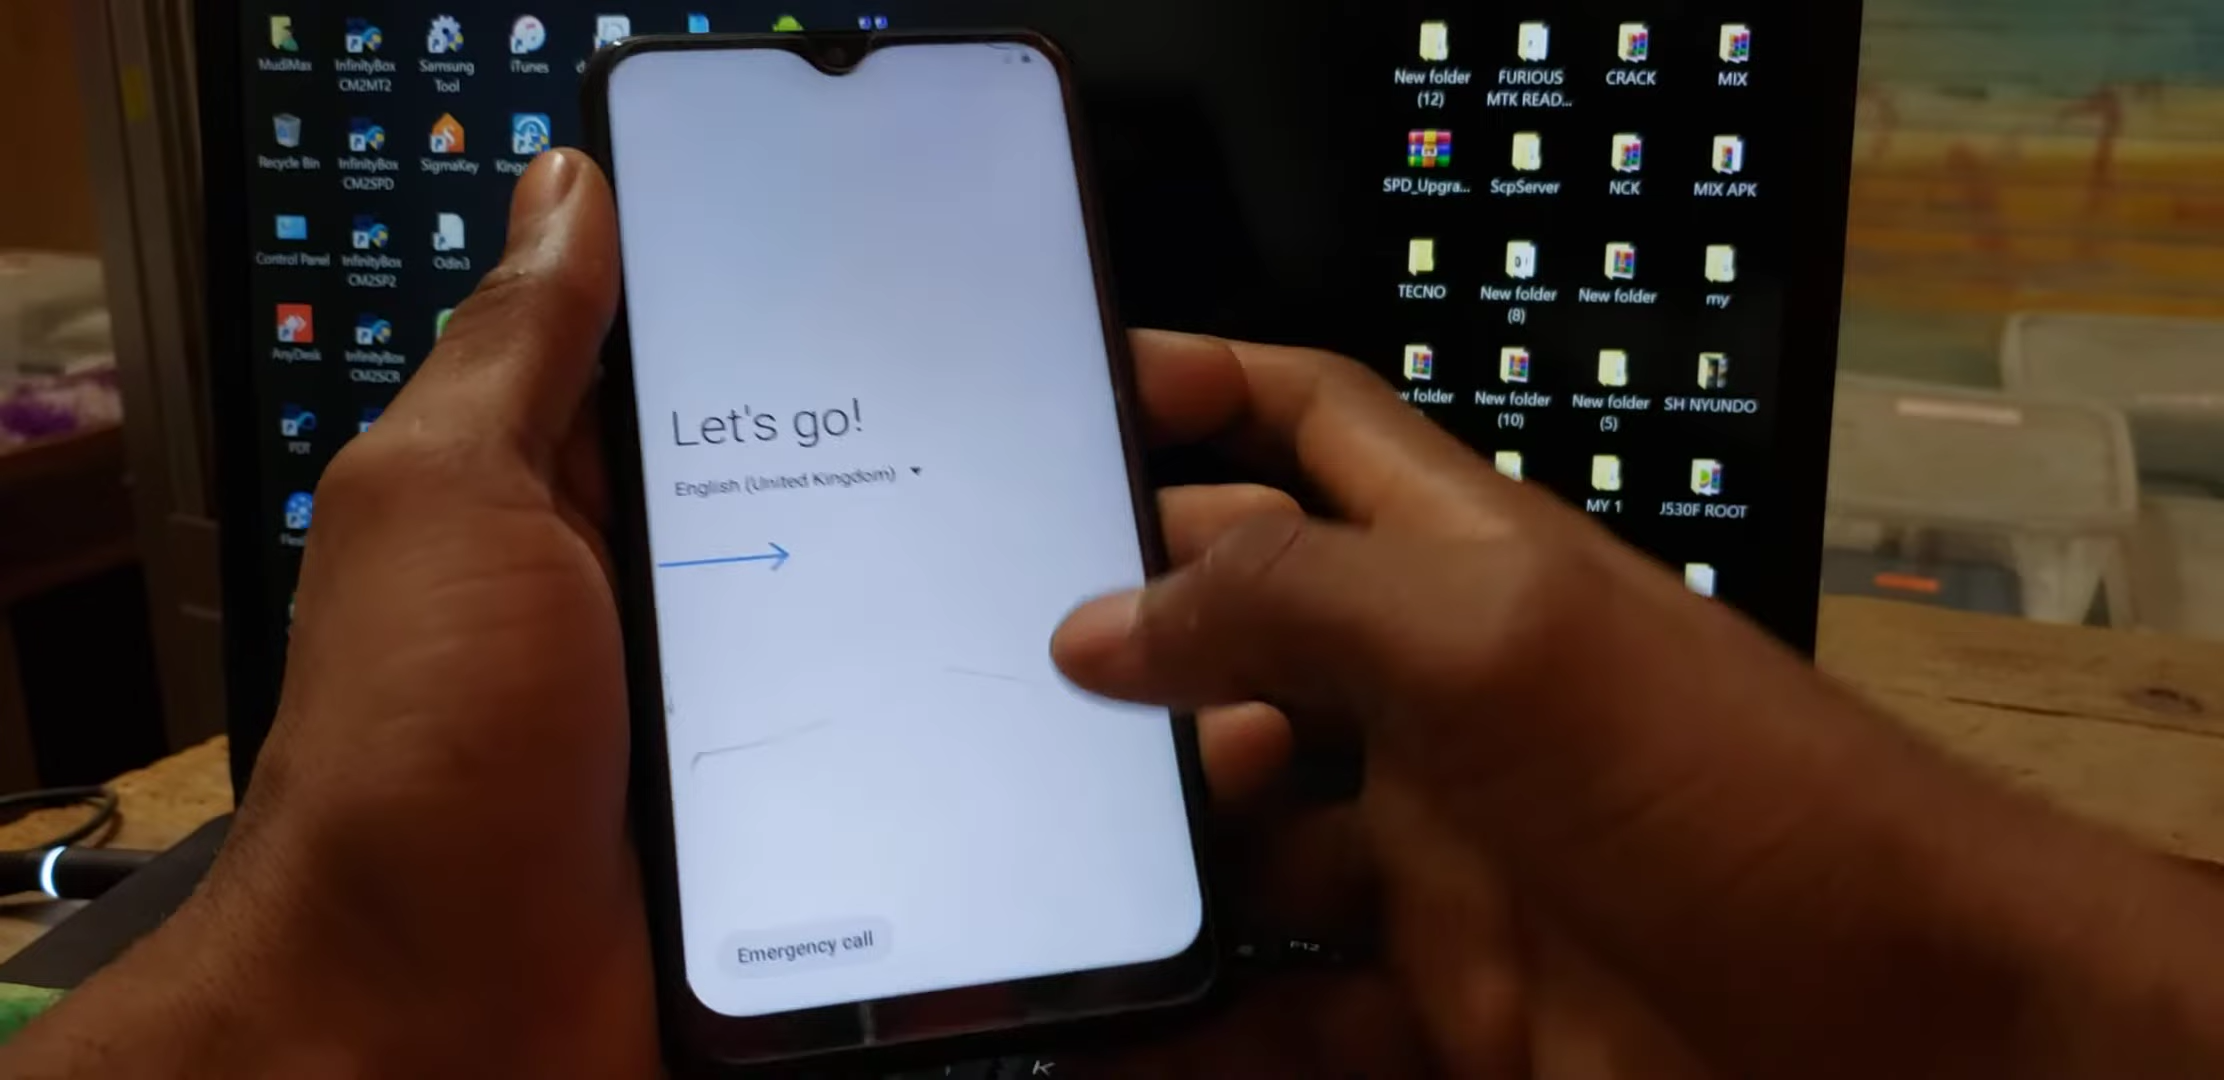 MudiMax
InfinityBox
CM2MT2
Samsung
Tool
iTunes
Recycle Bin
InfinityBox
CM2SPD
SigmaKey
Control Panel
InfinityBox
CM2SP2
Odin3
AnyDesk
InfinityBox
CM2SCR
Let's go!
English (United Kingdom)
Emergency call
New folder
(12)
FURIOUS
MTK READ...
CRACK
MIX
SPD_Upgra...
ScpServer
NCK
MIX APK
TECNO
New folder
(8)
New folder
my
folder
New folder
(10)
New folder
(5)
SH NYUNDO
MY 1
J530F ROOT
F12
K